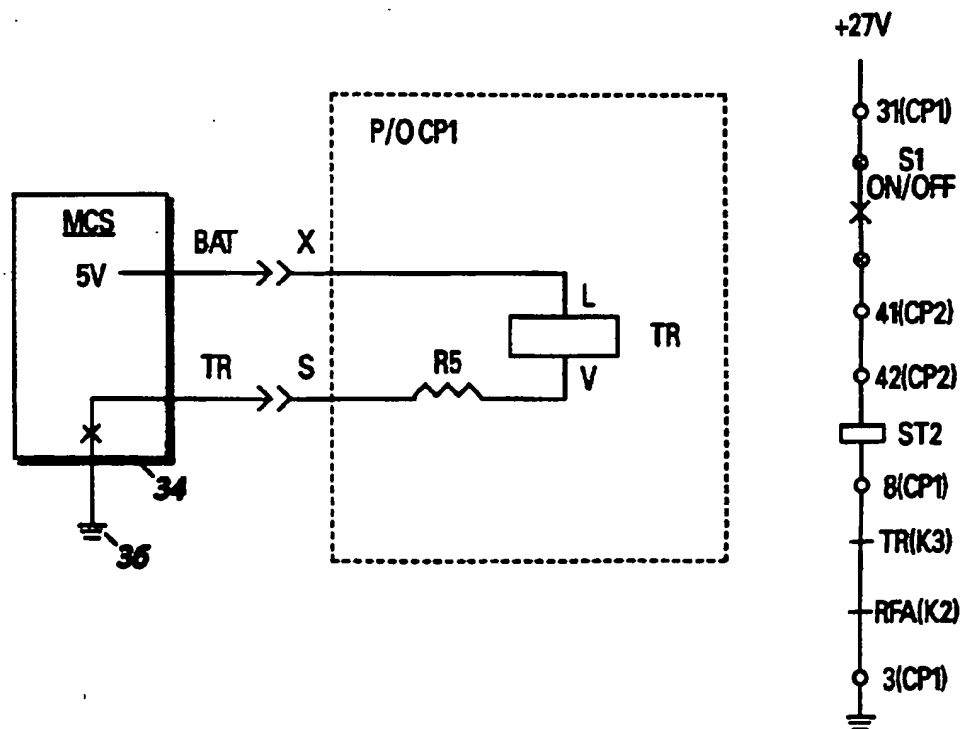 +27V
31(CP1)
S1
ON/OFF
41(CP2)
42(CP2)
ST2
8(CP1)
TR(K3)
RFA(K2)
3(CP1)
P/O CP1
MCS
5V
BAT
X
L
TR
V
R5
TR
S
34
36